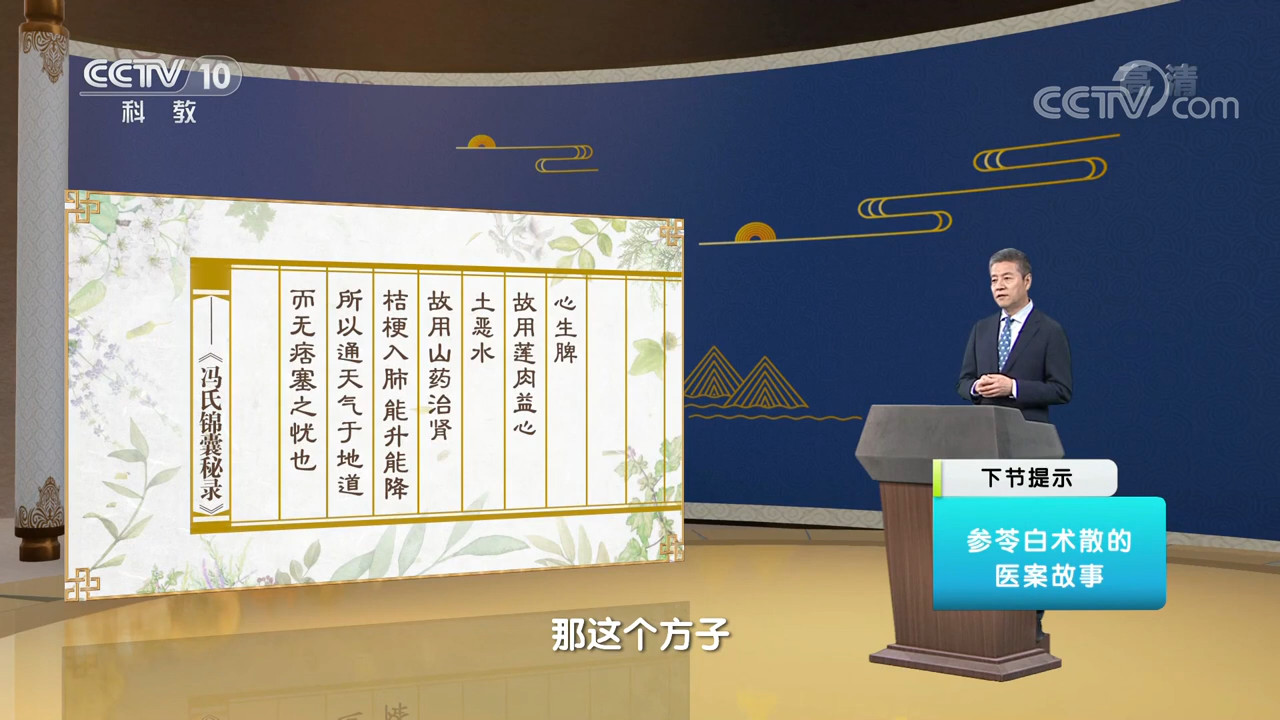 CCTV 10
科教
高清
CCTV.com
心生脾
故用莲肉益心
土恶水
故用山药治肾
桔梗入肺能升能降
所以通天气于地道
而无痞塞之忧也
——《冯氏锦囊秘录》
下节提示
参苓白术散的
医案故事
那这个方子